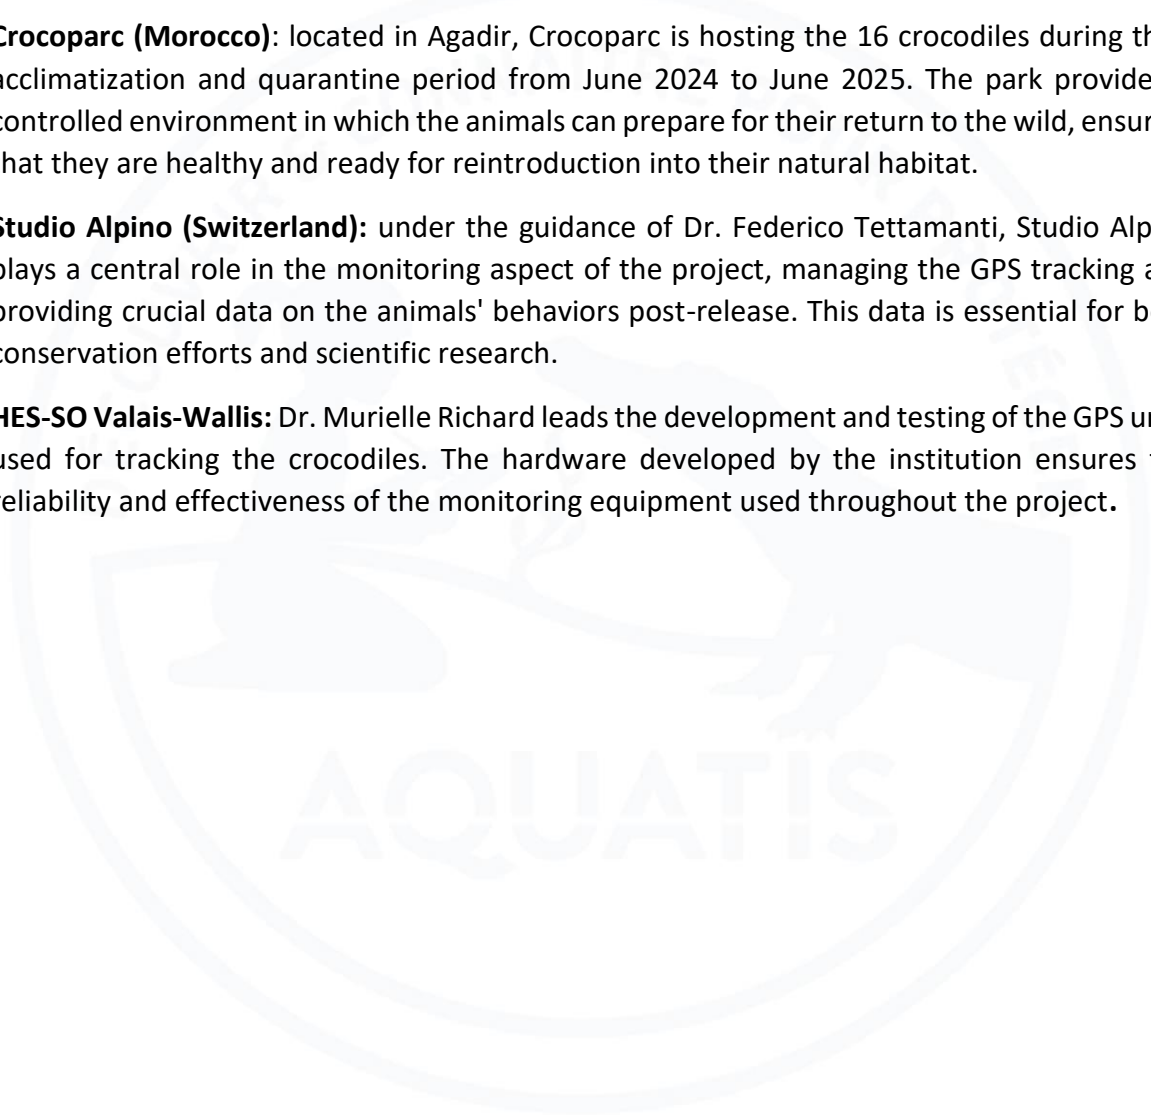 Crocoparc (Morocco): located in Agadir, Crocoparc is hosting the 16 crocodiles during th
acclimatization and quarantine period from June 2024 to June 2025. The park provide
controlled environment in which the animals can prepare for their return to the wild, ensur
that they are healthy and ready for reintroduction into their natural habitat.
Studio Alpino (Switzerland): under the guidance of Dr. Federico Tettamanti, Studio Alp
plays a central role in the monitoring aspect of the project, managing the GPS tracking a
providing crucial data on the animals' behaviors post-release. This data is essential for b
conservation efforts and scientific research.
HES-SO Valais-Wallis: Dr. Murielle Richard leads the development and testing of the GPS un
used for tracking the crocodiles. The hardware developed by the institution ensures t
reliability and effectiveness of the monitoring equipment used throughout the project.
AQUATIS